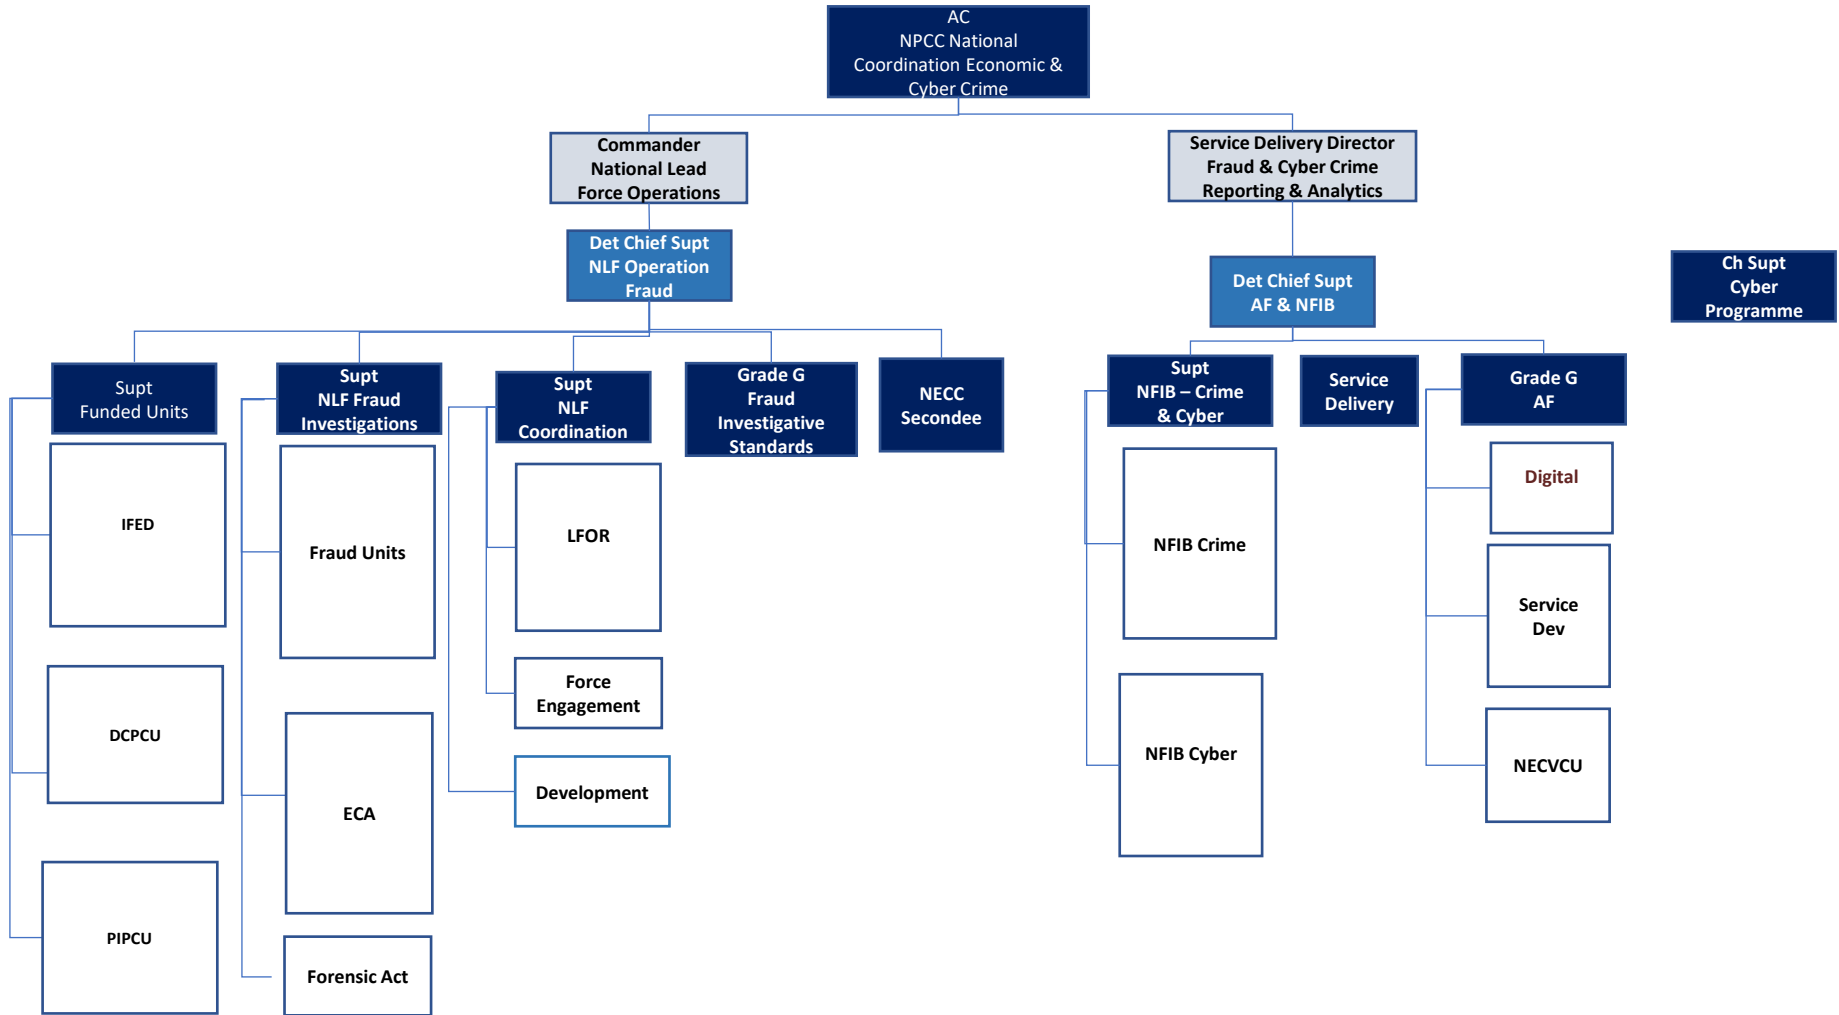 AC
NPCC National
Coordination Economic &
Cyber Crime
Commander
National Lead
Force Operations
Service Delivery Director
Fraud & Cyber Crime
Reporting & Analytics
Det Chief Supt
NLF Operation
Fraud
Det Chief Supt
AF & NFIB
Ch Supt
Cyber
Programme
Supt
Funded Units
Supt
NLF Fraud
Investigations
Supt
NLF
Coordination
Grade G
Fraud
Investigative
Standards
NECC
Secondee
Supt
NFIB – Crime
& Cyber
Service
Delivery
Grade G
AF
IFED
DCPCU
PIPCU
Fraud Units
ECA
Forensic Act
LFOR
Force
Engagement
Development
NFIB Crime
NFIB Cyber
Digital
Service
Dev
NECVCU